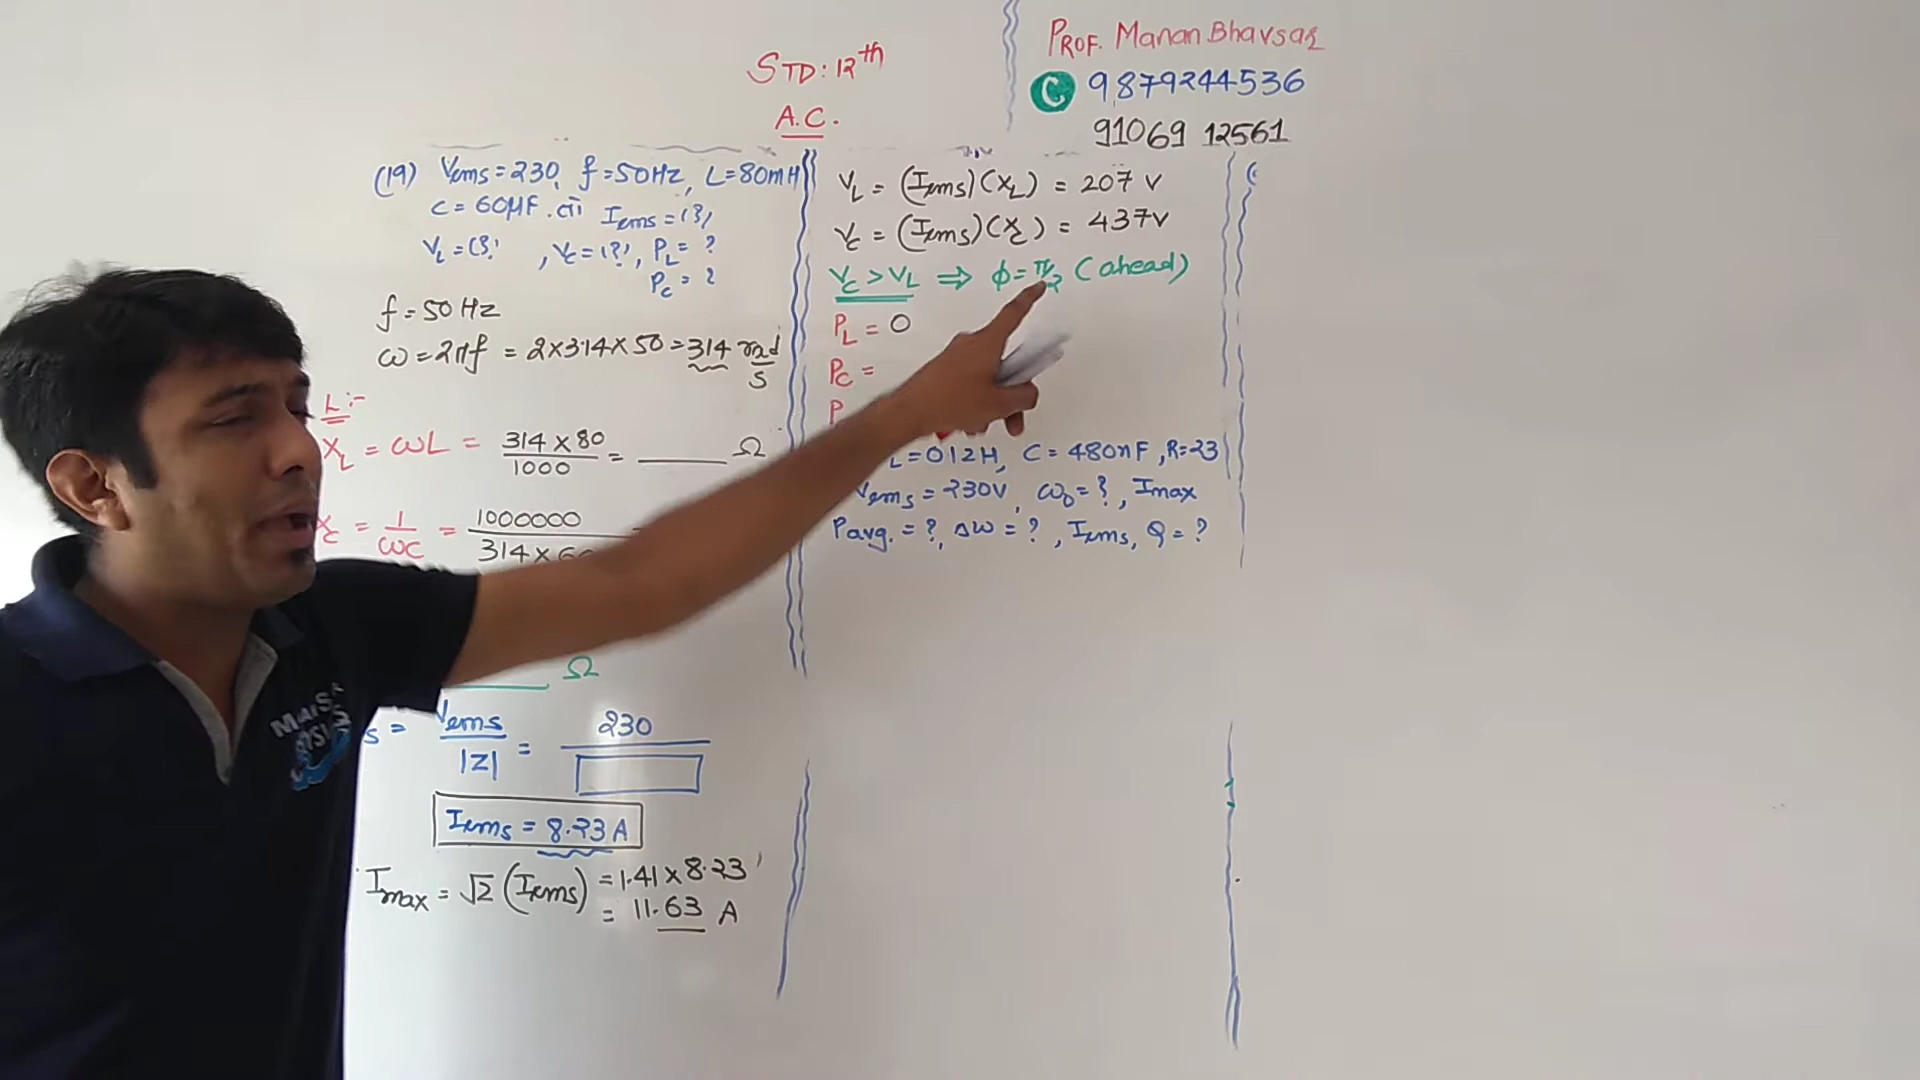 STD: 12th
A.C.
PROF. Manan Bhavsar
C 9879244536
91069 12561
(19) Vrms = 230, f = 50Hz, L = 80mH
C = 60μF. Irms = (?)
VL = (?) , VC = (?), PL = ?
PC = ?
f = 50 Hz
ω = 2πf = 2×3.14×50 = 314 rad/s
L :-
XL = ωL = 314 × 80 / 1000 = ______ Ω
XC = 1/ωC = 1000000 / 314 × 60
______ Ω
s = Vrms / |Z| = 230 /
Irms = 8.23 A
Imax = √2 (Irms) = 1.41 × 8.23
= 11.63 A
VL = (Irms)(XL) = 207 V
VC = (Irms)(XC) = 437V
VC > VL ⇒ φ = π/2 (ahead)
PL = 0
PC =
P
L = 0.12H, C = 480nF, R = 23
Vrms = 230V, ω0 = ?, Imax
Pavg. = ?, Δω = ?, Irms, Q = ?
(